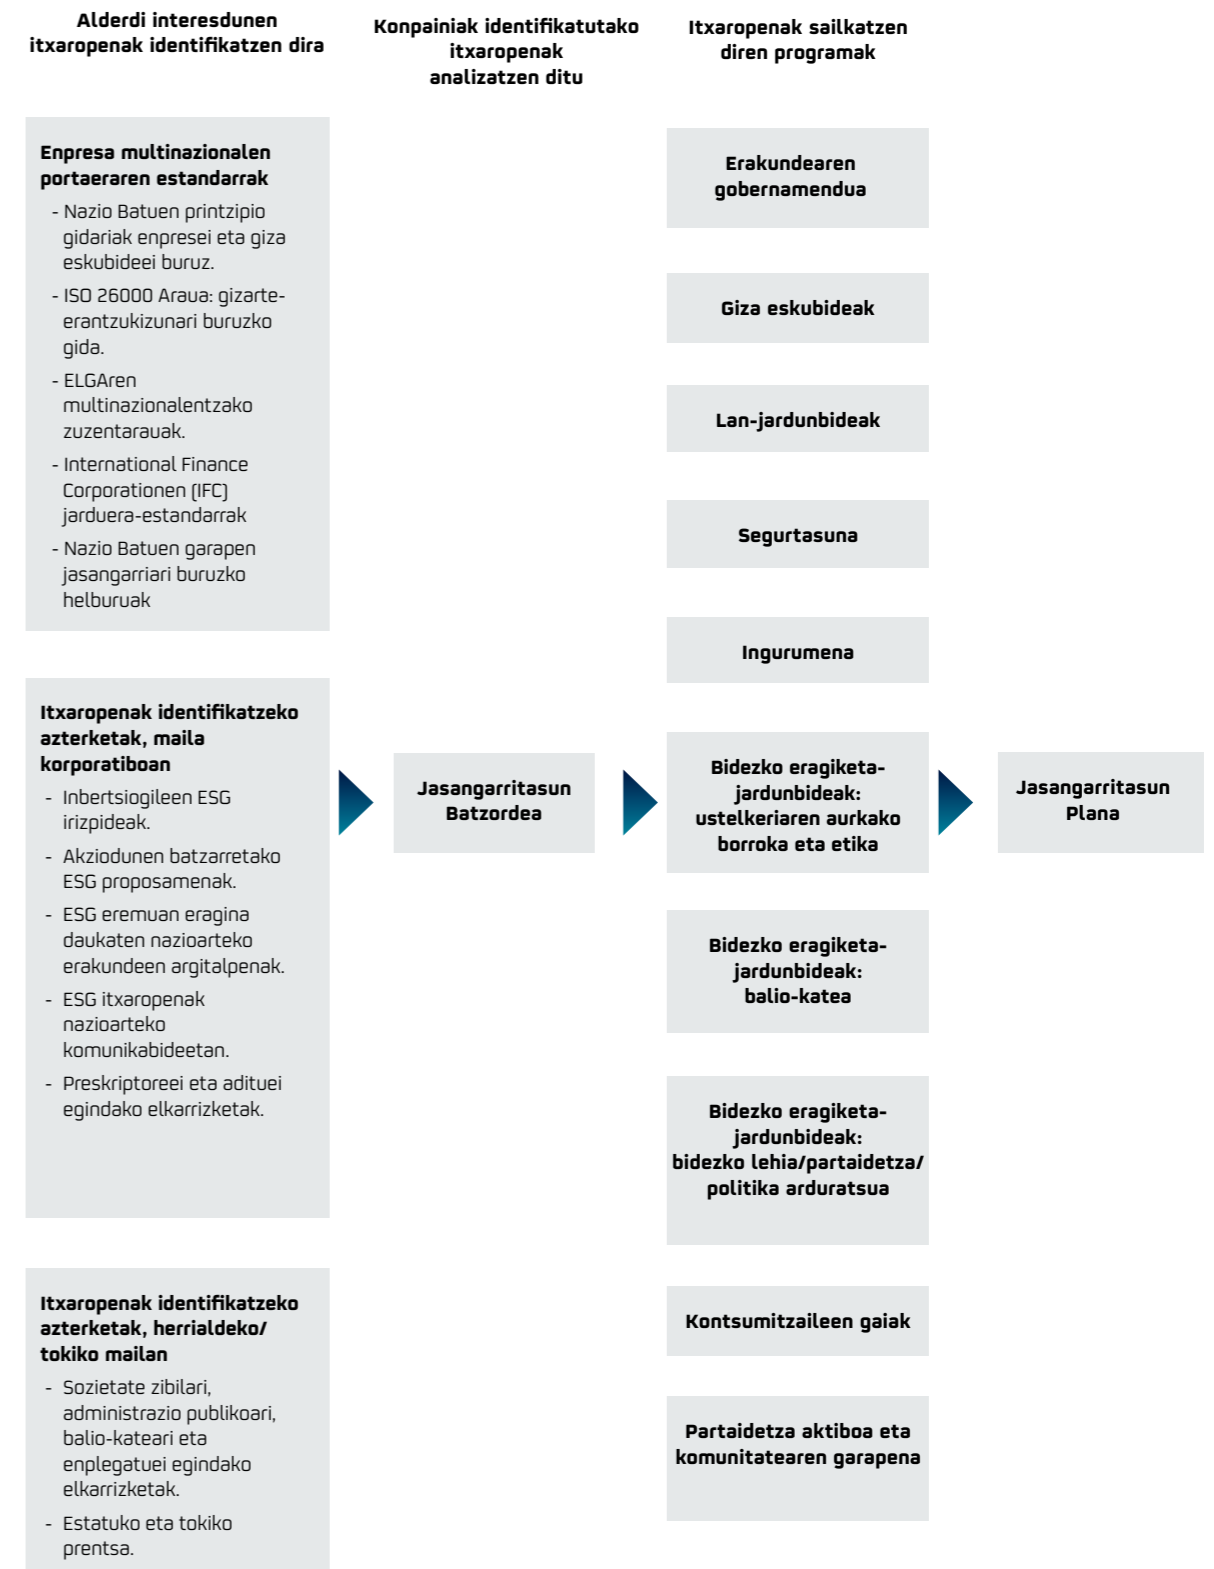 Alderdi interesdunen
itxaropenak identifikatzen dira
Konpainiak identifikatutako
itxaropenak
analizatzen ditu
Itxaropenak sailkatzen
diren programak
Enpresa multinazionalen
portaeraren estandarrak
- Nazio Batuen printzipio
gidariak enpresei eta giza
eskubideei buruz.
- ISO 26000 Araua: gizarte-
erantzukizunari buruzko
gida.
- ELGAren
multinazionalentzako
zuzentarauak.
- International Finance
Corporationen (IFC)
jarduera-estandarrak
- Nazio Batuen garapen
jasangarriari buruzko
helburuak
Itxaropenak identifikatzeko
azterketak, maila
korporatiboan
- Inbertsiogileen ESG
irizpideak.
- Akziodunen batzarretako
ESG proposamenak.
- ESG eremuan eragina
daukaten nazioarteko
erakundeen argitalpenak.
- ESG itxaropenak
nazioarteko
komunikabideetan.
- Preskriptoreei eta adituei
egindako elkarrizketak.
Itxaropenak identifikatzeko
azterketak, herrialdeko/
tokiko mailan
- Sozietate zibilari,
administrazio publikoari,
balio-kateari eta
enplegatuei egindako
elkarrizketak.
- Estatuko eta tokiko
prentsa.
Jasangarritasun
Batzordea
Erakundearen
gobernamendua
Giza eskubideak
Lan-jardunbideak
Segurtasuna
Ingurumena
Bidezko eragiketa-
jardunbideak:
ustelkeriaren aurkako
borroka eta etika
Bidezko eragiketa-
jardunbideak:
balio-katea
Bidezko eragiketa-
jardunbideak:
bidezko lehia/partaidetza/
politika arduratsua
Kontsumitzaileen gaiak
Partaidetza aktiboa eta
komunitatearen garapena
Jasangarritasun
Plana